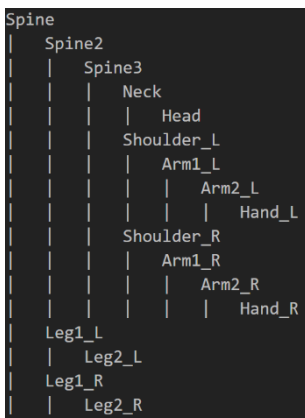 Spine
|   Spine2
|   |   Spine3
|   |   |   Neck
|   |   |   |   Head
|   |   |   Shoulder_L
|   |   |   |   Arm1_L
|   |   |   |   |   Arm2_L
|   |   |   |   |   |   Hand_L
|   |   |   Shoulder_R
|   |   |   |   Arm1_R
|   |   |   |   |   Arm2_R
|   |   |   |   |   |   Hand_R
|   Leg1_L
|   |   Leg2_L
|   Leg1_R
|   |   Leg2_R